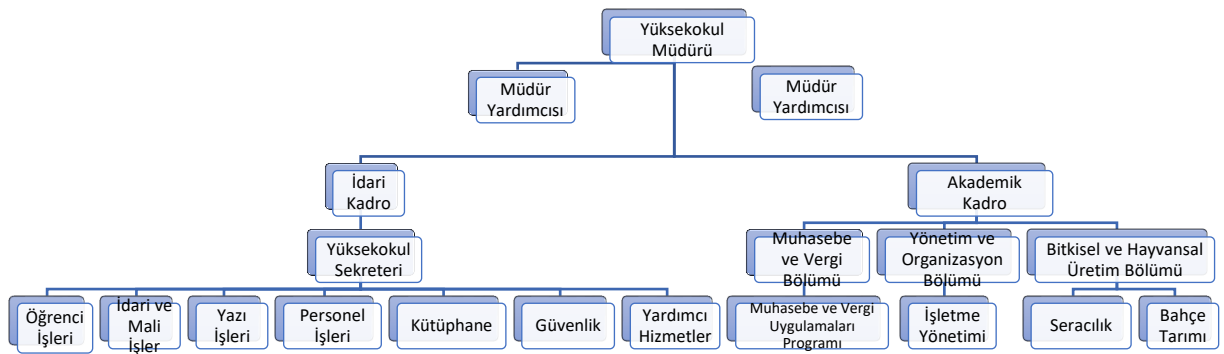 Yüksekokul
Müdürü
Müdür
Yardımcısı
Müdür
Yardımcısı
İdari
Kadro
Akademik
Kadro
Yüksekokul
Sekreteri
Muhasebe
ve Vergi
Bölümü
Yönetim ve
Organizasyon
Bölümü
Bitkisel ve Hayvansal
Üretim Bölümü
Öğrenci
İşleri
İdari ve
Mali
İşler
Yazı
İşleri
Personel
İşleri
Kütüphane
Güvenlik
Yardımcı
Hizmetler
Muhasebe ve Vergi
Uygulamaları
Programı
İşletme
Yönetimi
Seracılık
Bahçe
Tarımı